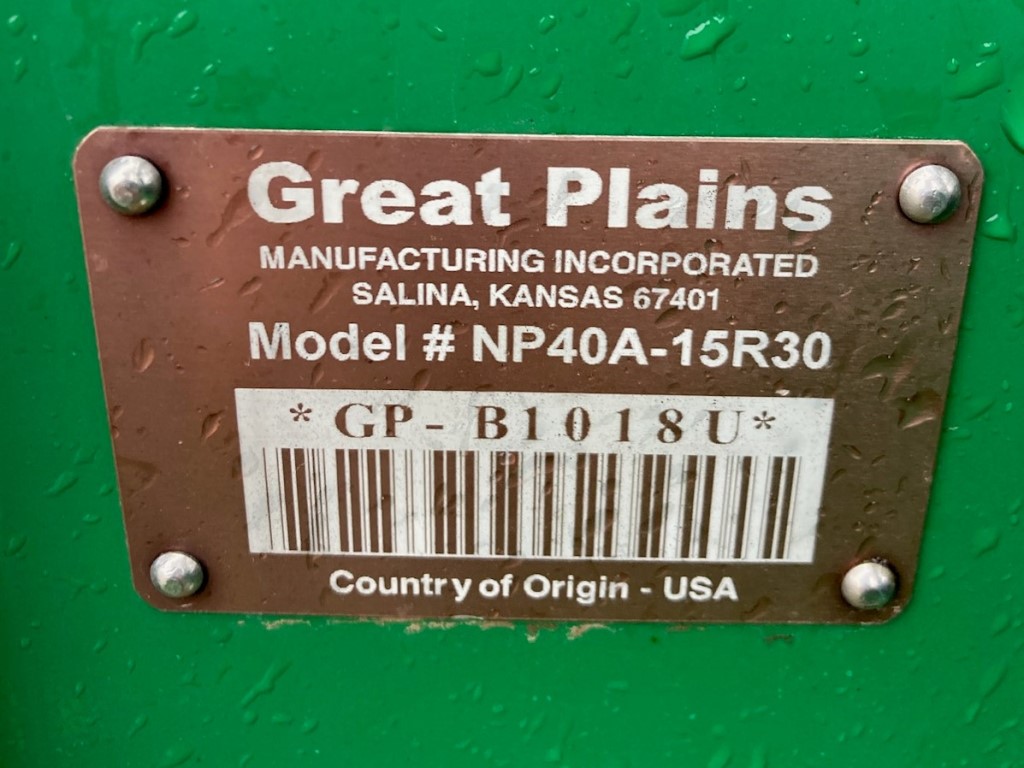 Great Plains
MANUFACTURING INCORPORATED
SALINA, KANSAS 67401
Model # NP40A-15R30
*GP-B1018U*
Country of Origin - USA